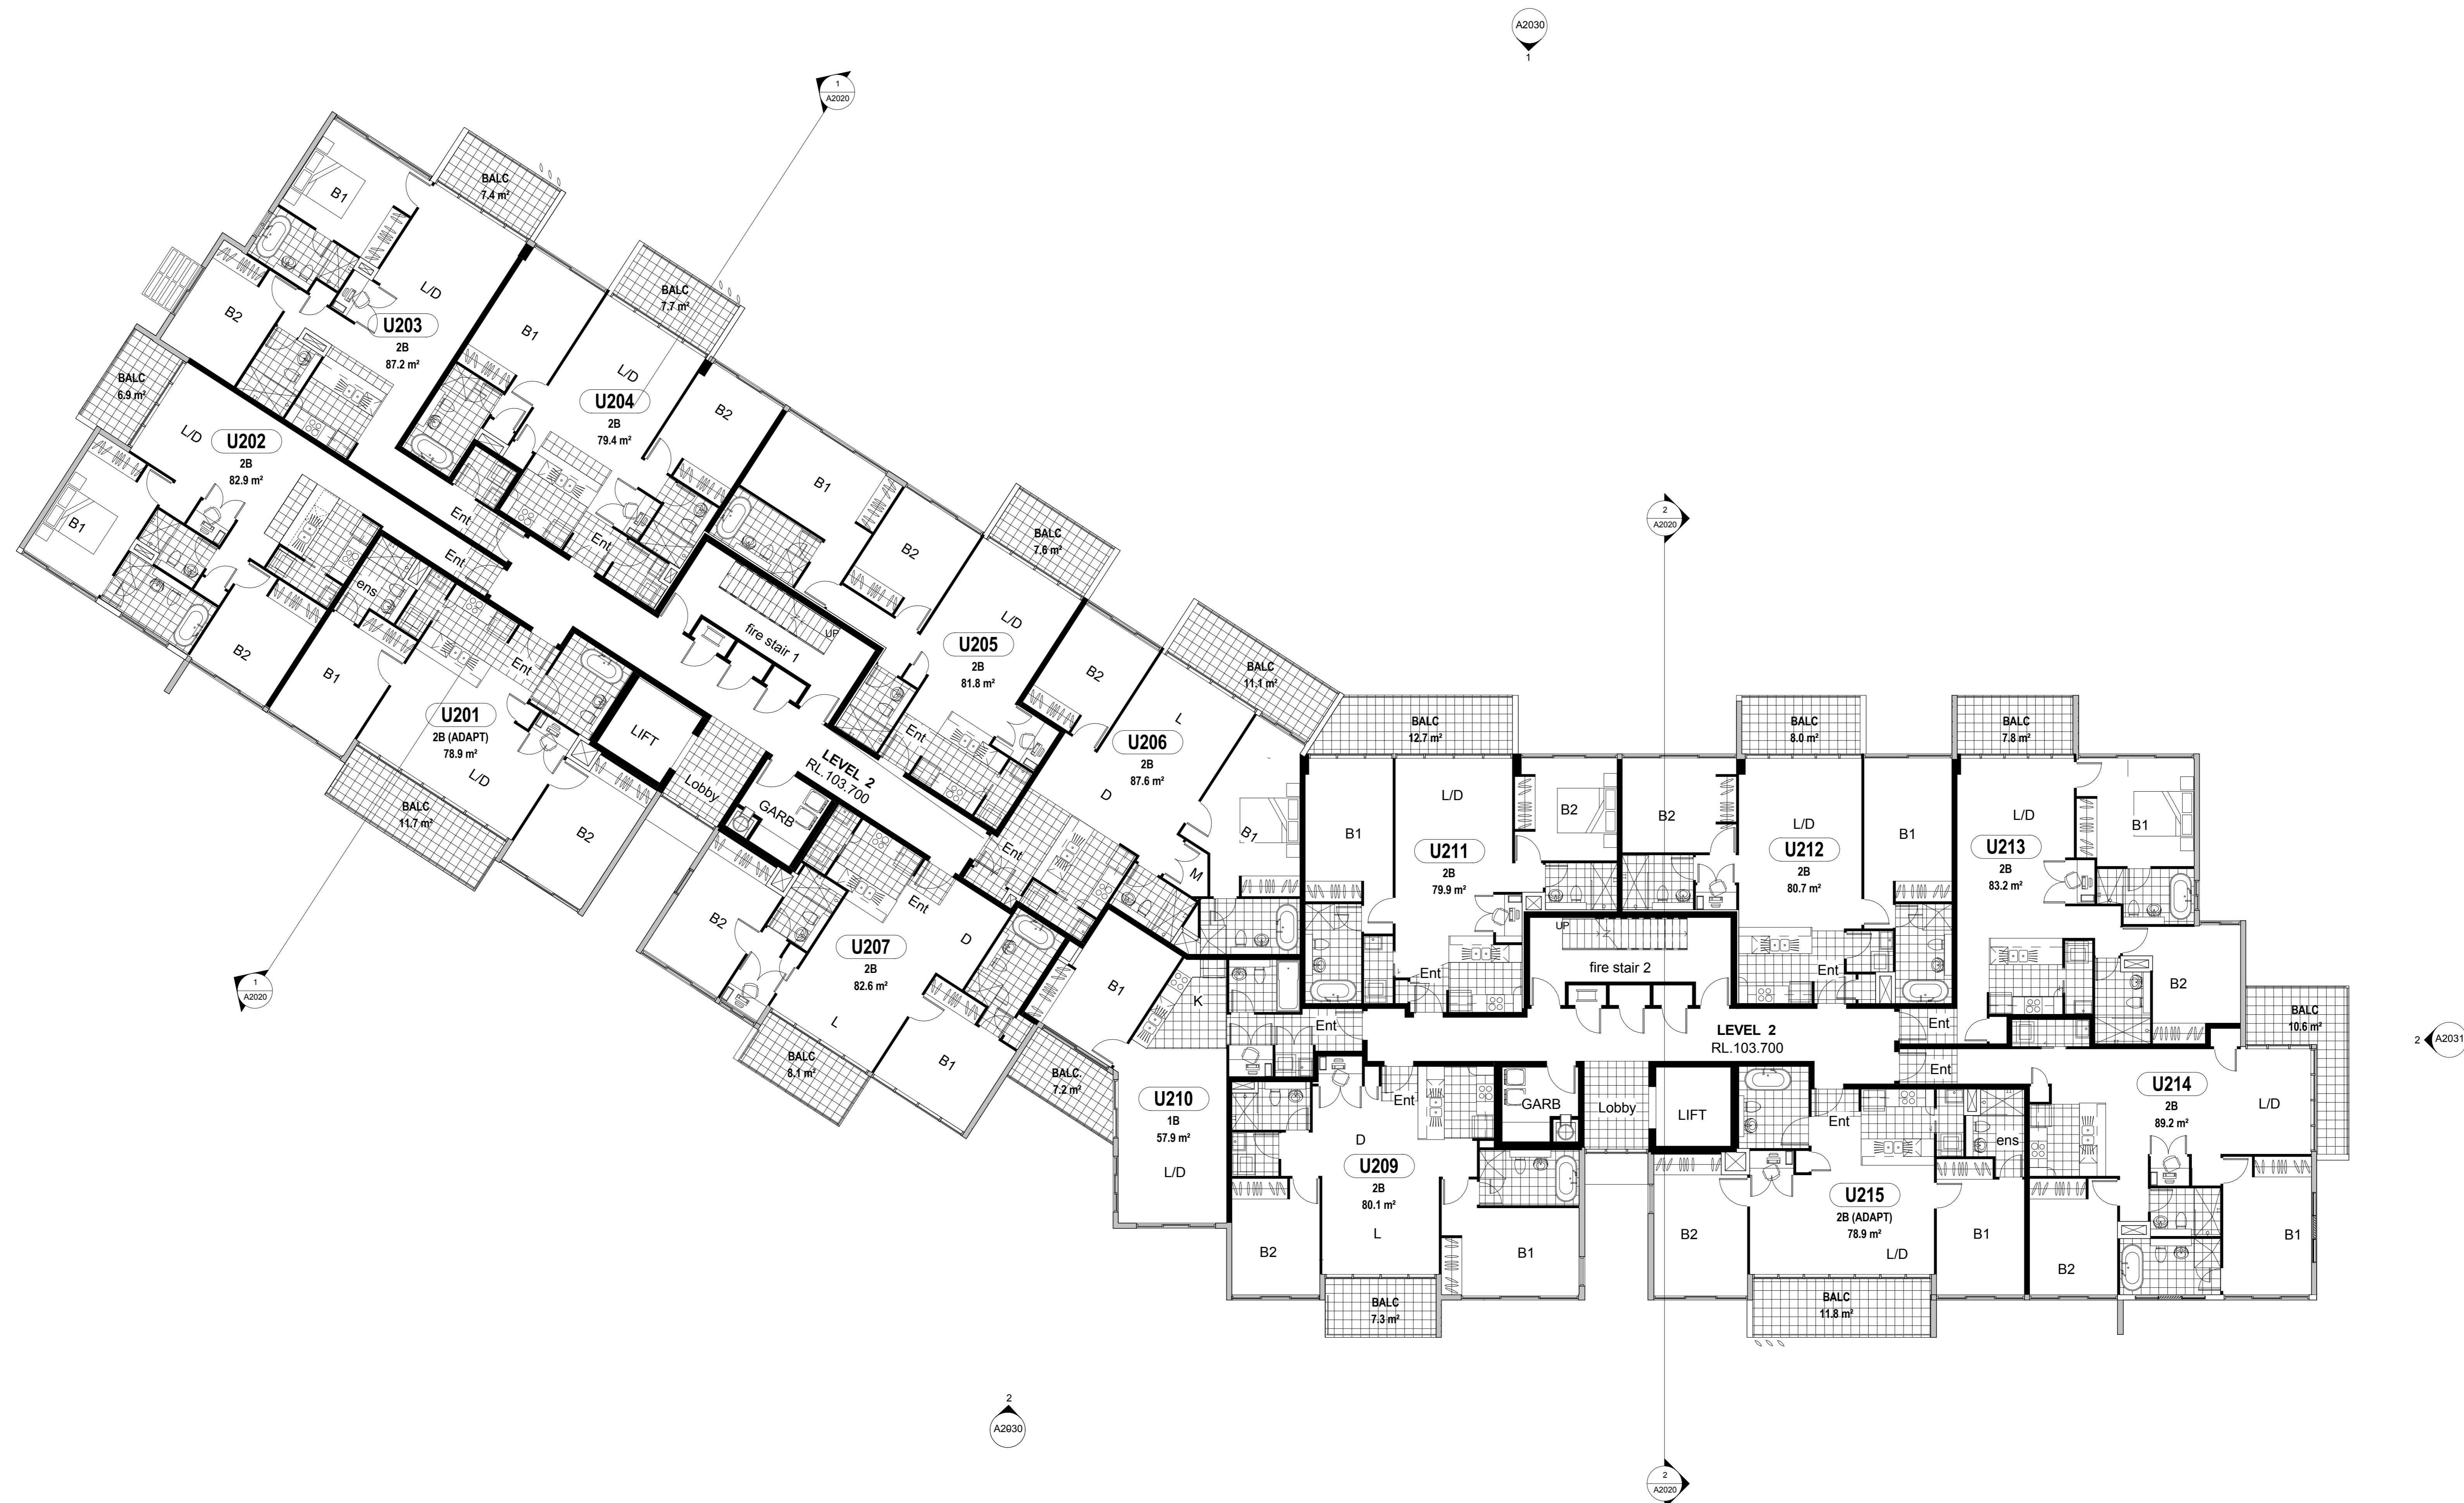 A2030
1
1
A2020
BALC
7.4 m²
B1
L/D
B2
U203
2B
87.2 m²
BALC
7.7 m²
B1
L/D
U204
2B
79.4 m²
B2
Ent
BALC
6.9 m²
L/D
U202
2B
82.9 m²
B1
B2
Ent
Ent
ens
B1
Ent
U201
2B (ADAPT)
78.9 m²
L/D
BALC
11.7 m²
B2
LIFT
Lobby
GARB
fire stair 1
UP
LEVEL 2
RL.103.700
B1
B2
BALC
7.6 m²
L/D
U205
2B
81.8 m²
Ent
B2
BALC
11.1 m²
L
U206
2B
87.6 m²
D
B1
M
Ent
B2
Ent
D
U207
2B
82.6 m²
L
B1
BALC
8.1 m²
1
A2020
B1
K
Ent
BALC.
7.2 m²
U210
1B
57.9 m²
L/D
2
A2020
BALC
12.7 m²
L/D
B1
B2
U211
2B
79.9 m²
Ent
BALC
8.0 m²
B2
L/D
B1
U212
2B
80.7 m²
Ent
BALC
7.8 m²
L/D
B1
U213
2B
83.2 m²
B2
Ent
UP
fire stair 2
LEVEL 2
RL.103.700
BALC
10.6 m²
2
A2031
Ent
U214
2B
89.2 m²
L/D
B1
B2
Ent
D
U209
2B
80.1 m²
L
B2
B1
BALC
7.3 m²
GARB
Lobby
LIFT
Ent
ens
U215
2B (ADAPT)
78.9 m²
L/D
B2
B1
BALC
11.8 m²
2
A2030
2
A2020